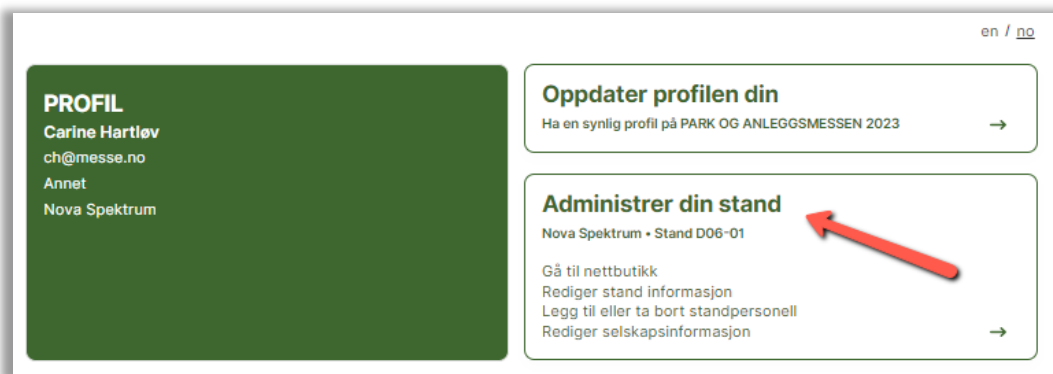 en / no
PROFIL
Carine Hartløv
ch@messe.no
Annet
Nova Spektrum
Oppdater profilen din
Ha en synlig profil på PARK OG ANLEGGSMESSEN 2023
Administrer din stand
Nova Spektrum • Stand D06-01
Gå til nettbutikk
Rediger stand informasjon
Legg til eller ta bort standpersonell
Rediger selskapsinformasjon